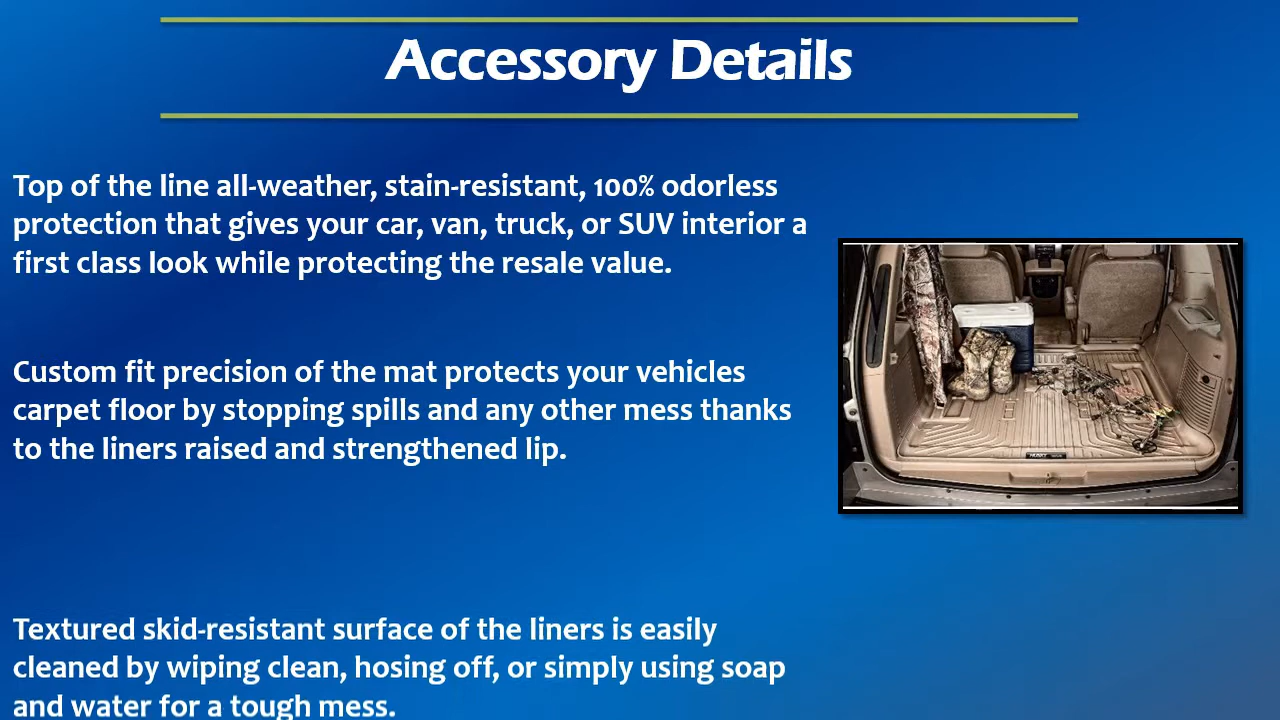 Accessory Details
Top of the line all-weather, stain-resistant, 100% odorless
protection that gives your car, van, truck, or SUV interior a
first class look while protecting the resale value.
Custom fit precision of the mat protects your vehicles
carpet floor by stopping spills and any other mess thanks
to the liners raised and strengthened lip.
HUSKY
Textured skid-resistant surface of the liners is easily
cleaned by wiping clean, hosing off, or simply using soap
and water for a tough mess.